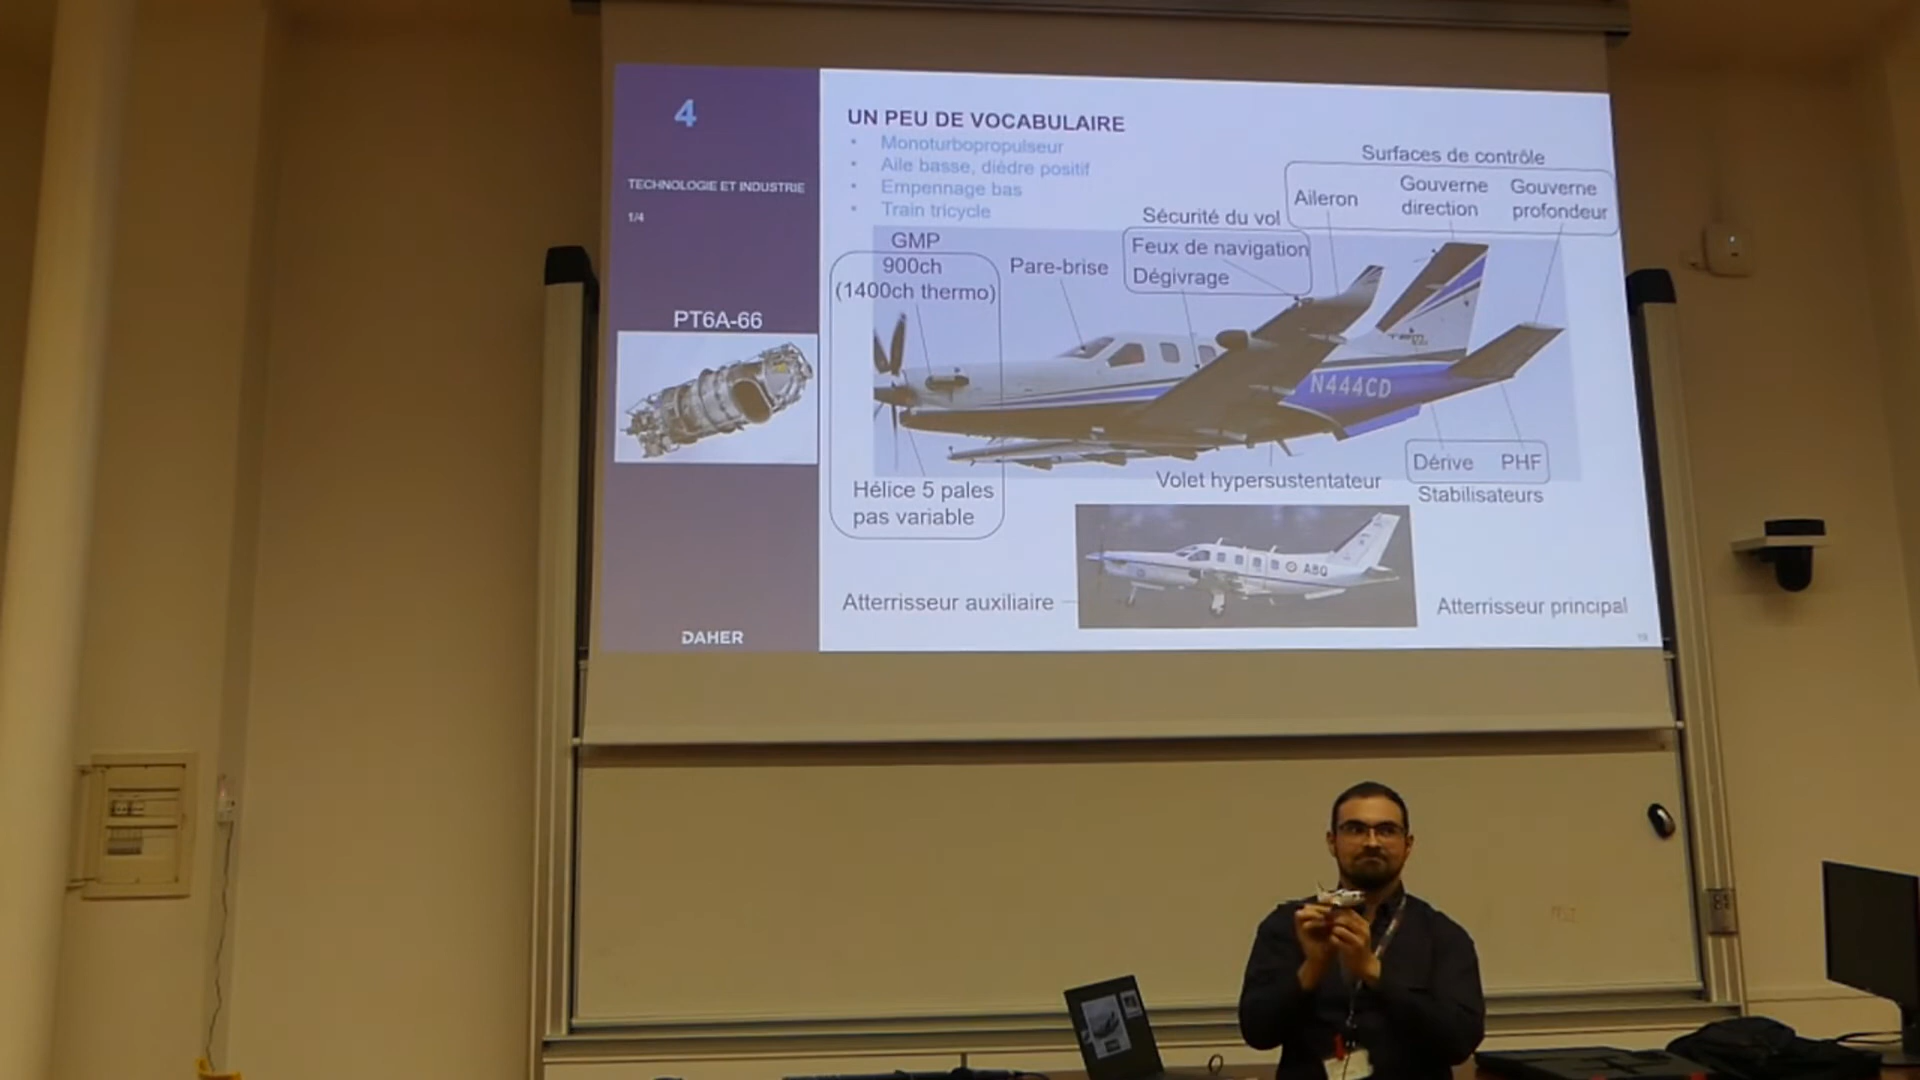 4
TECHNOLOGIE ET INDUSTRIE
1/4
PT6A-66
DAHER
UN PEU DE VOCABULAIRE
• Monoturbopropulseur
• Aile basse, dièdre positif
• Empennage bas
• Train tricycle
GMP
900ch
(1400ch thermo)
Pare-brise
Sécurité du vol
Feux de navigation
Dégivrage
Surfaces de contrôle
Aileron
Gouverne
direction
Gouverne
profondeur
N444CD
Hélice 5 pales
pas variable
Volet hypersustentateur
Dérive
PHF
Stabilisateurs
ABQ
Atterrisseur auxiliaire
Atterrisseur principal